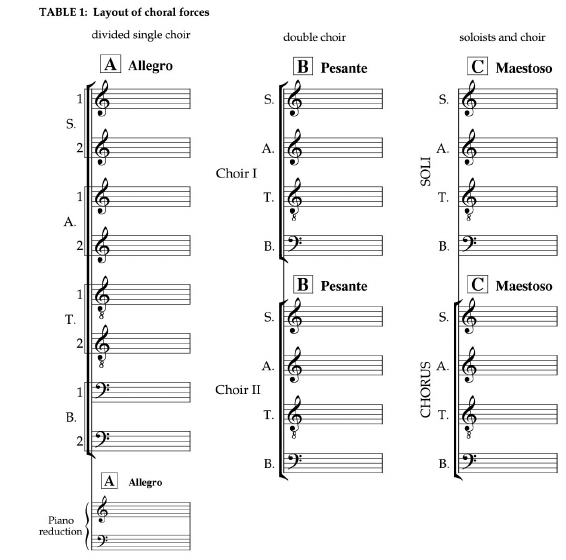 TABLE 1: Layout of choral forces
divided single choir
A Allegro
1
S.
2
1
A.
2
1
T.
2
1
B.
2
A Allegro
Piano
reduction
double choir
B Pesante
S.
A.
Choir I
T.
B.
B Pesante
S.
A.
Choir II
T.
B.
soloists and choir
C Maestoso
S.
A.
SOLI
T.
B.
C Maestoso
S.
A.
CHORUS
T.
B.